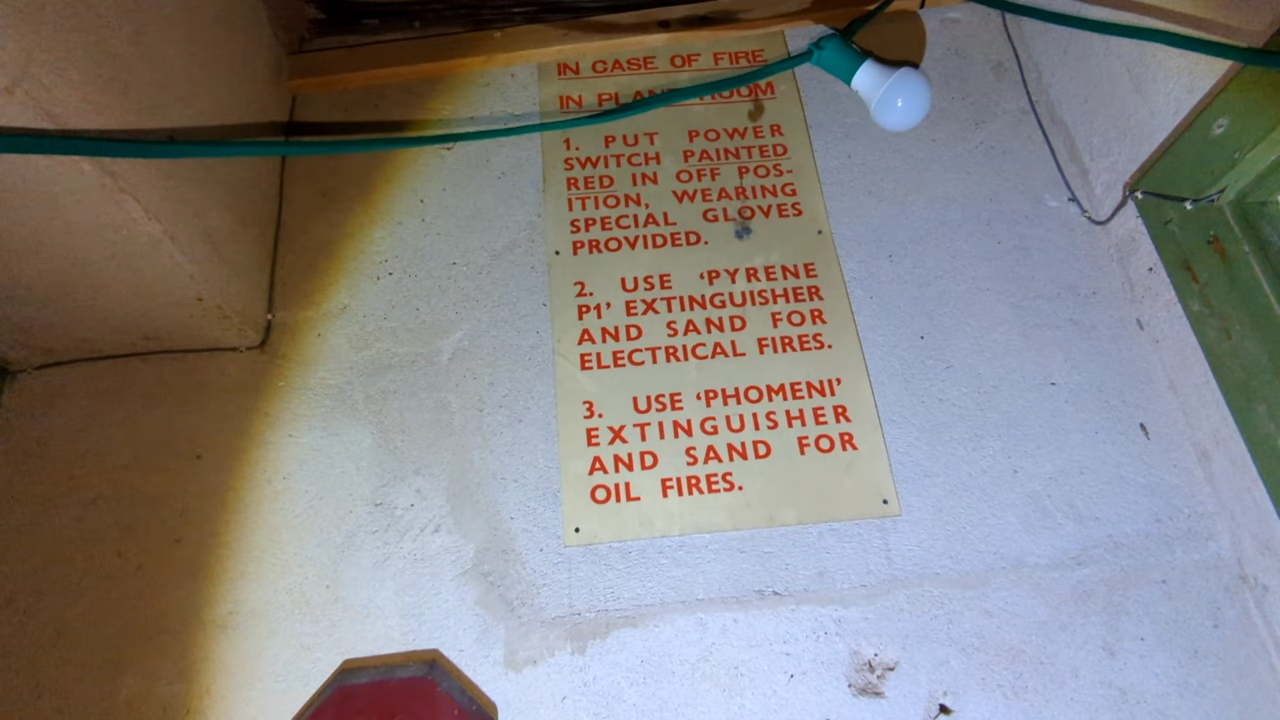 IN CASE OF FIRE
IN PLANT ROOM
1. PUT POWER
SWITCH PAINTED
RED IN OFF POS-
ITION, WEARING
SPECIAL GLOVES
PROVIDED.
2. USE ‘PYRENE
P1’ EXTINGUISHER
AND SAND FOR
ELECTRICAL FIRES.
3. USE ‘PHOMENI’
EXTINGUISHER
AND SAND FOR
OIL FIRES.